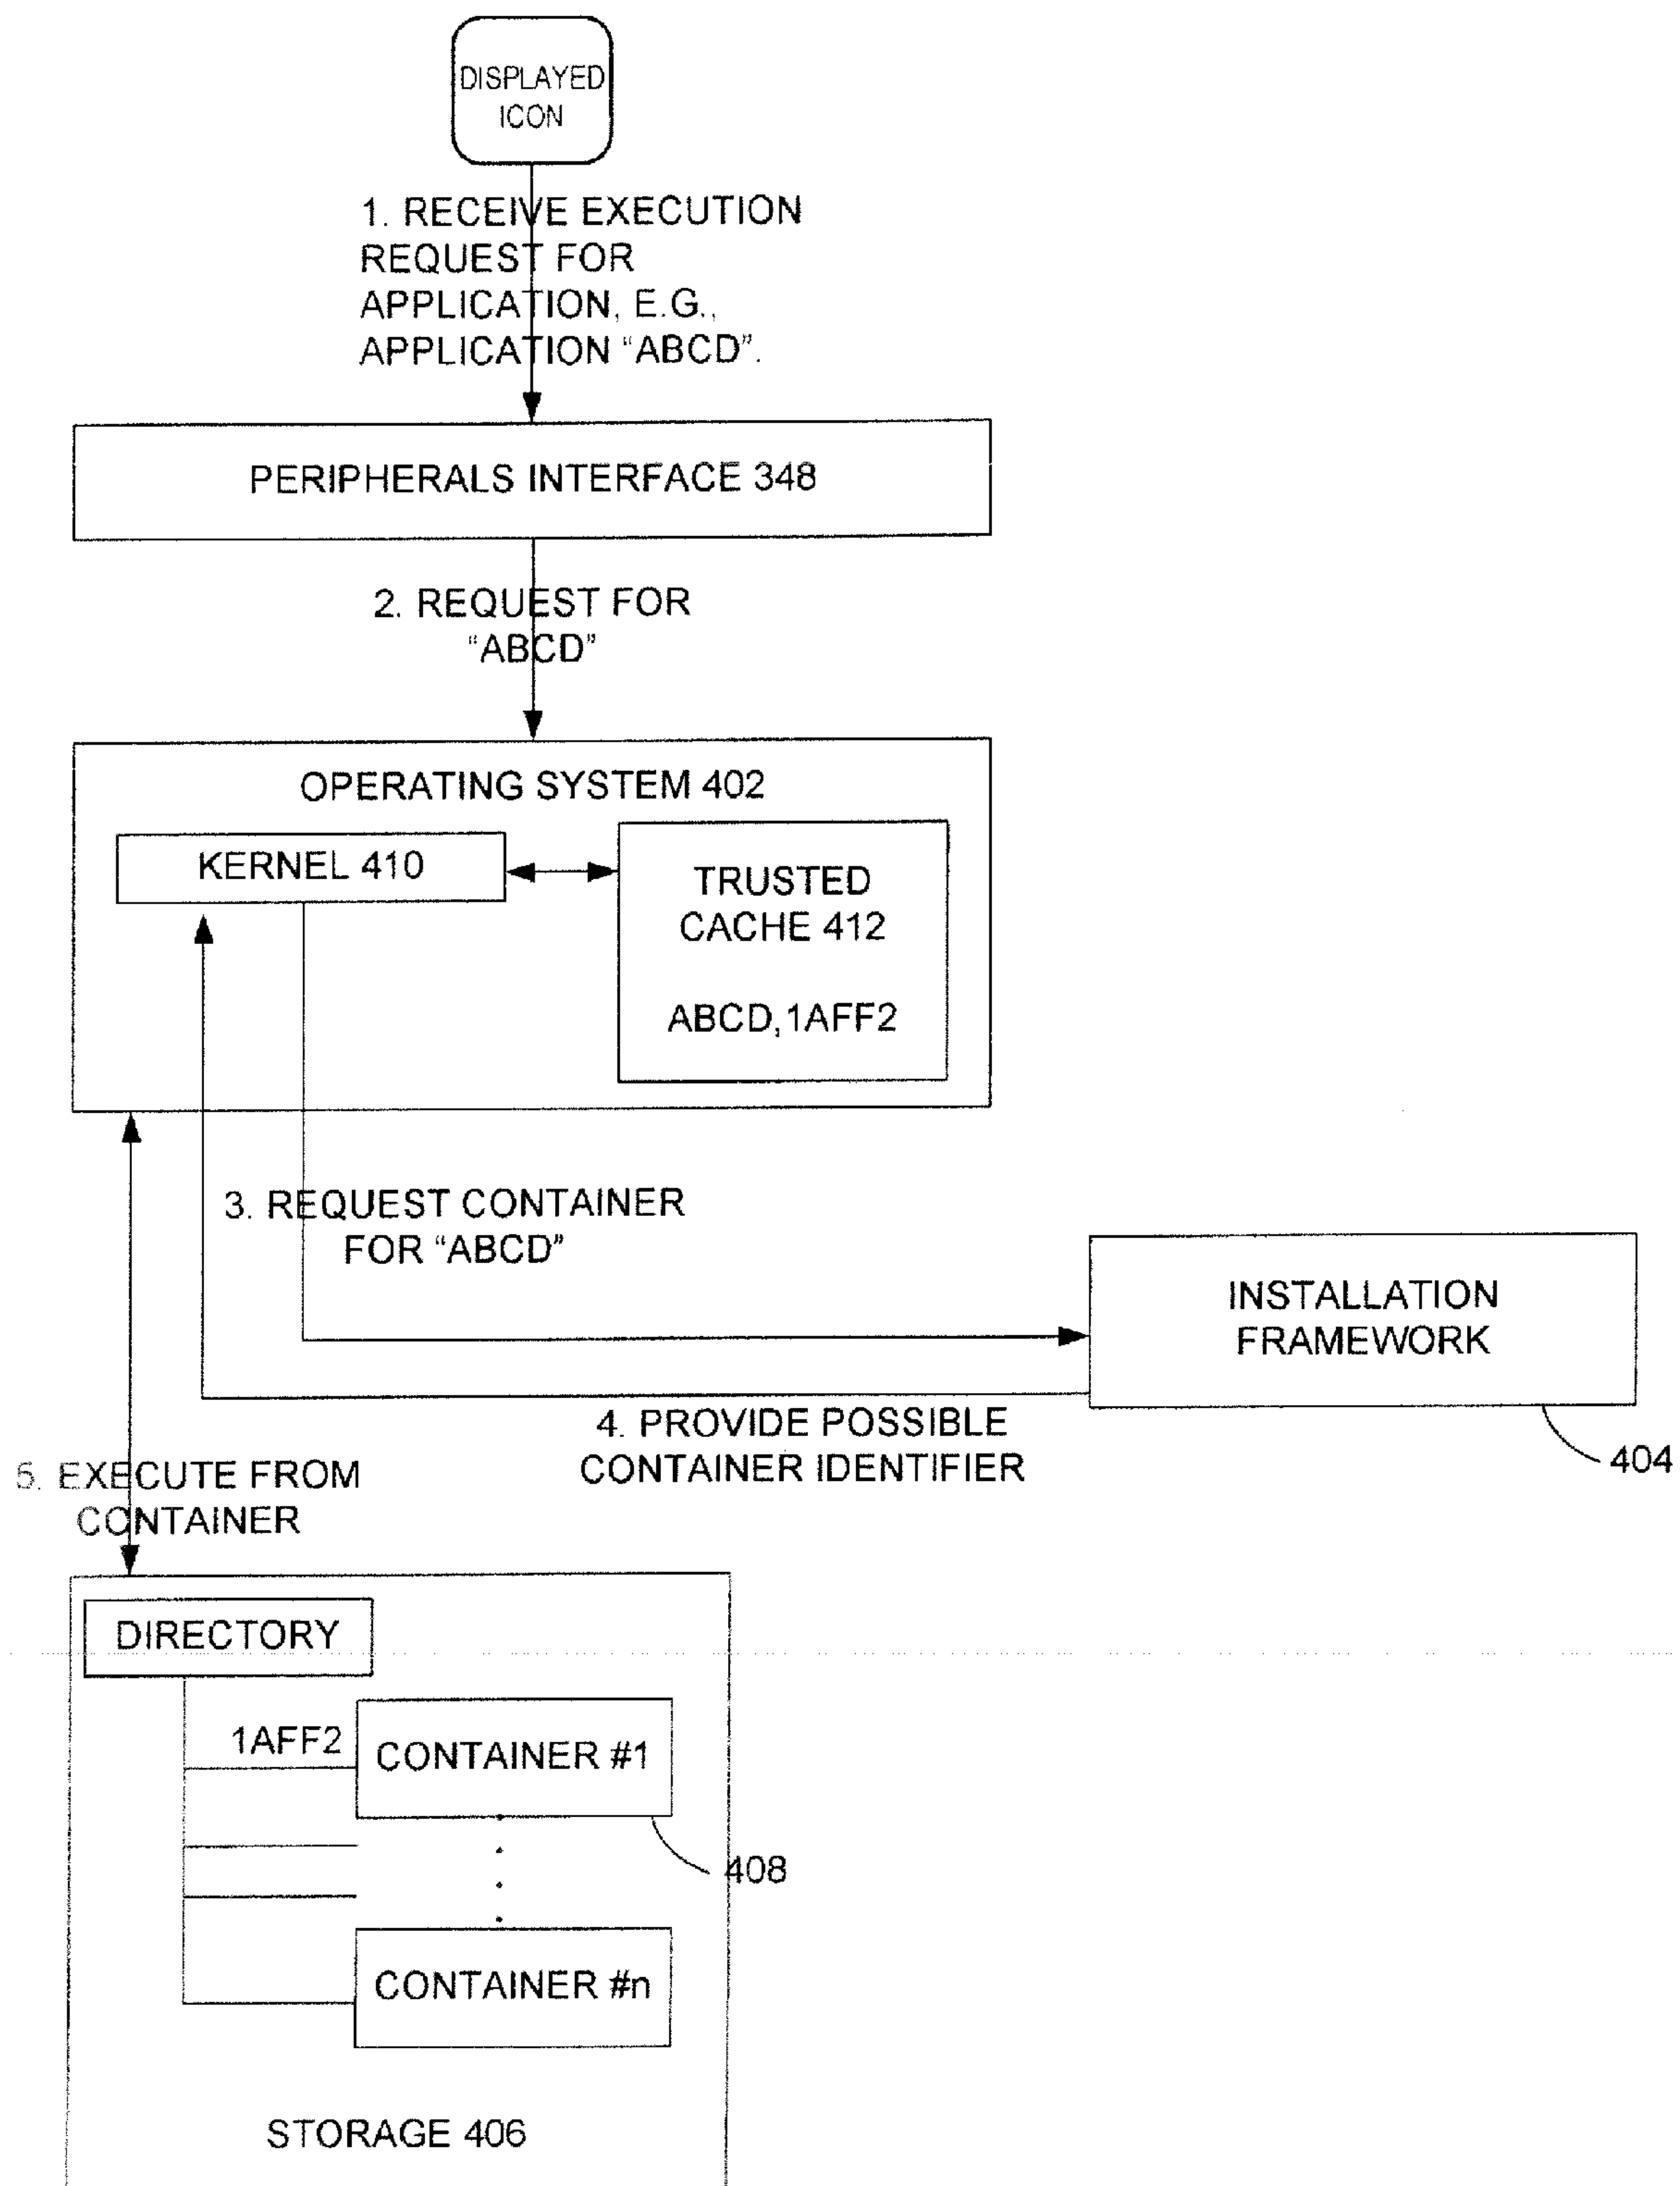 DISPLAYED
ICON
1. RECEIVE EXECUTION
REQUEST FOR
APPLICATION, E.G.,
APPLICATION “ABCD”.
PERIPHERALS INTERFACE 348
2. REQUEST FOR
“ABCD”
OPERATING SYSTEM 402
KERNEL 410
TRUSTED
CACHE 412
ABCD,1AFF2
3. REQUEST CONTAINER
FOR “ABCD”
INSTALLATION
FRAMEWORK
404
4. PROVIDE POSSIBLE
CONTAINER IDENTIFIER
5. EXECUTE FROM
CONTAINER
DIRECTORY
1AFF2
CONTAINER #1
408
CONTAINER #n
STORAGE 406